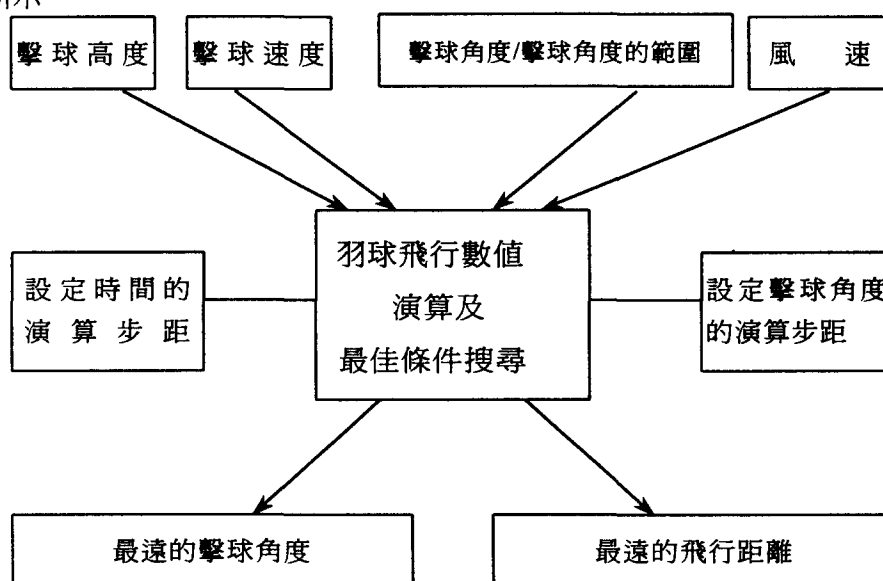 擊球高度
擊球速度
擊球角度/擊球角度的範圍
風速
羽球飛行數值
演算及
最佳條件搜尋
設定時間的
演算步距
設定擊球角度
的演算步距
最遠的擊球角度
最遠的飛行距離